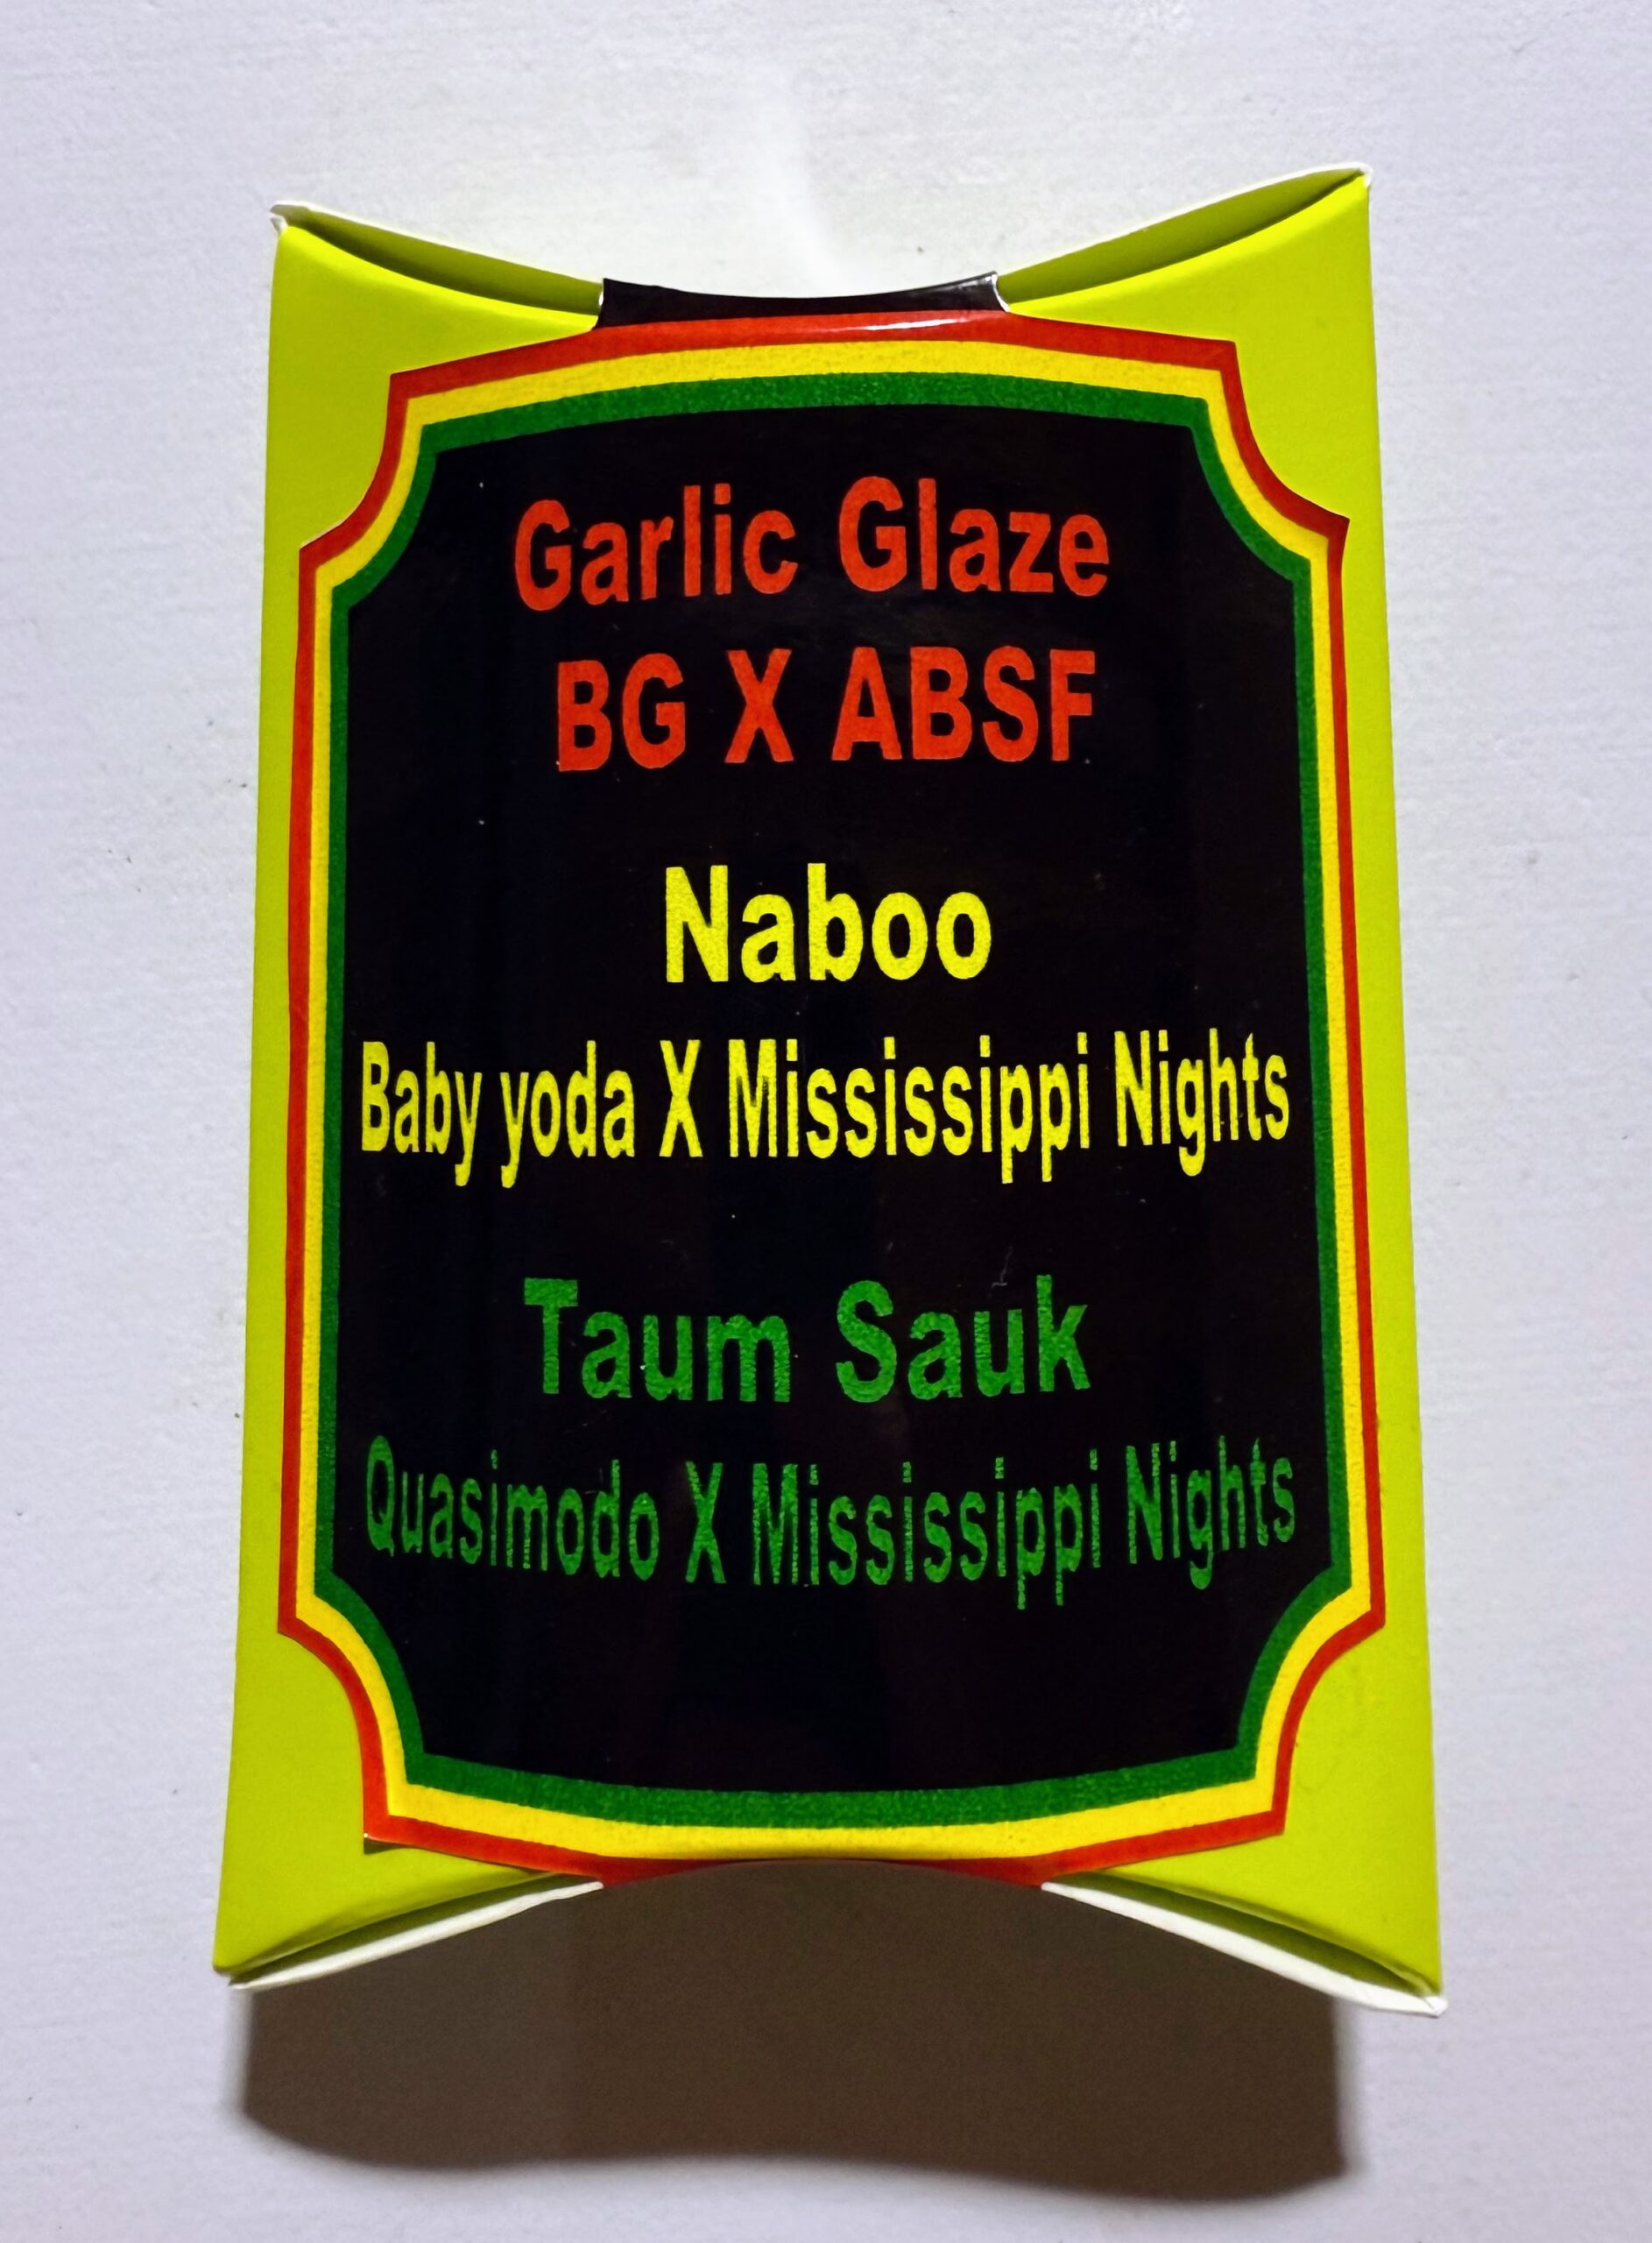 Garlic Glaze
BG X ABSF
Naboo
Baby yoda X Mississippi Nights
Taum Sauk
Quasimodo X Mississippi Nights